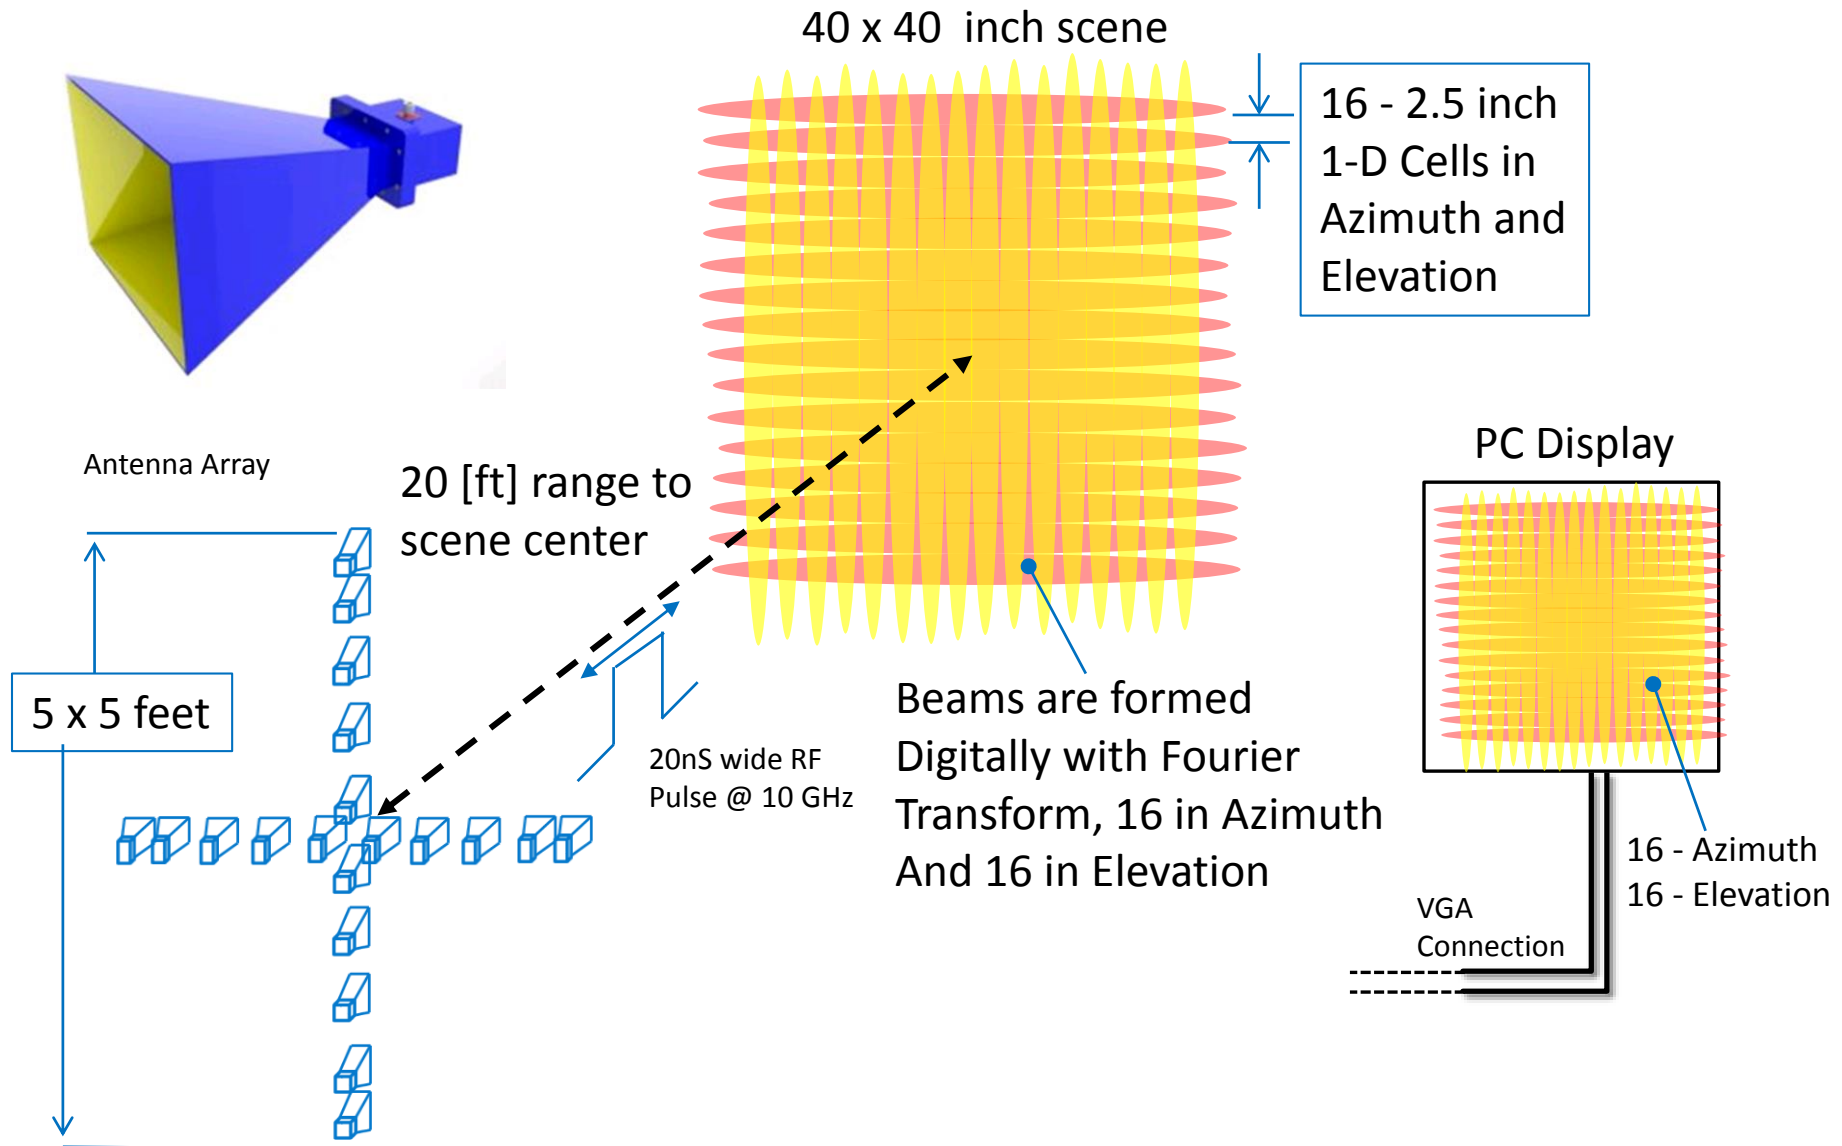 40 x 40  inch scene
16 - 2.5 inch
1-D Cells in
Azimuth and
Elevation
Antenna Array
20 [ft] range to
scene center
PC Display
5 x 5 feet
20nS wide RF
Pulse @ 10 GHz
Beams are formed
Digitally with Fourier
Transform, 16 in Azimuth
And 16 in Elevation
16 - Azimuth
16 - Elevation
VGA
Connection